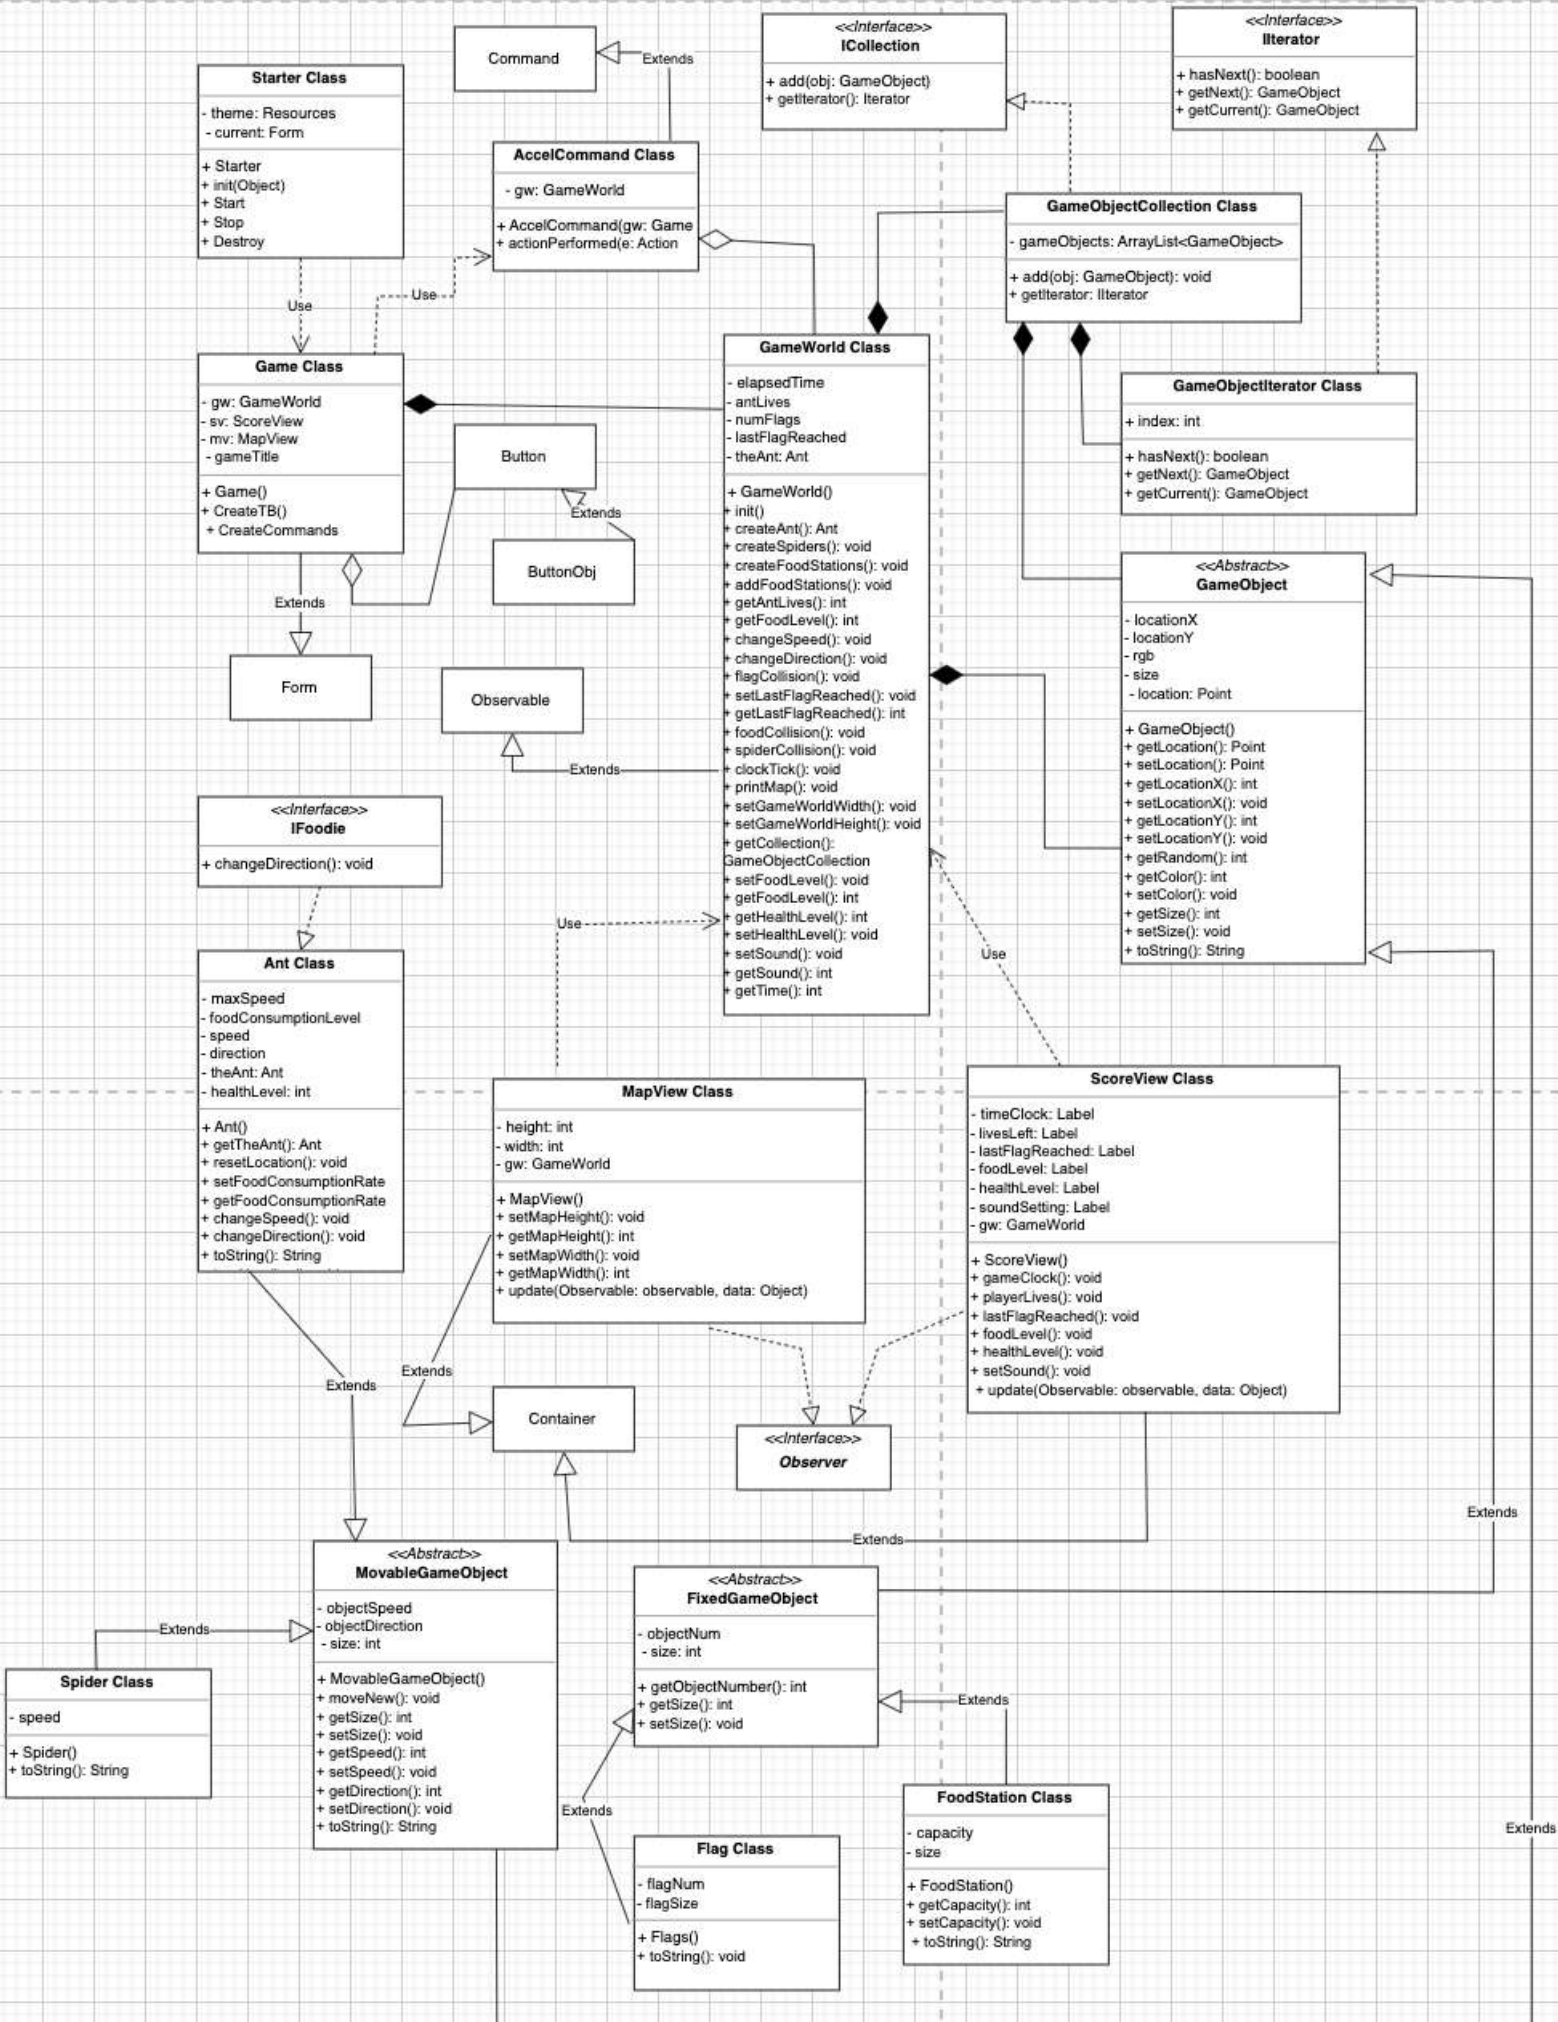 Command
Extends
<<Interface>>
ICollection
+ add(obj: GameObject)
+ getIterator(): Iterator
<<Interface>>
IIterator
+ hasNext(): boolean
+ getNext(): GameObject
+ getCurrent(): GameObject
Starter Class
- theme: Resources
- current: Form
+ Starter
+ init(Object)
+ Start
+ Stop
+ Destroy
AccelCommand Class
- gw: GameWorld
+ AccelCommand(gw: Game
+ actionPerformed(e: Action
GameObjectCollection Class
- gameObjects: ArrayList<GameObject>
+ add(obj: GameObject): void
+ getIterator: IIterator
Use
Use
Game Class
- gw: GameWorld
- sv: ScoreView
- mv: MapView
- gameTitle
+ Game()
+ CreateTB()
+ CreateCommands
Button
Extends
ButtonObj
Extends
Form
GameWorld Class
- elapsedTime
- antLives
- numFlags
- lastFlagReached
- theAnt: Ant
+ GameWorld()
+ init()
+ createAnt(): Ant
+ createSpiders(): void
+ createFoodStations(): void
+ addFoodStations(): void
+ getAntLives(): int
+ getFoodLevel(): int
+ changeSpeed(): void
+ changeDirection(): void
+ flagCollision(): void
+ setLastFlagReached(): void
+ getLastFlagReached(): int
+ foodCollision(): void
+ spiderCollision(): void
+ clockTick(): void
+ printMap(): void
+ setGameWorldWidth(): void
+ setGameWorldHeight(): void
+ getCollection():
GameObjectCollection
+ setFoodLevel(): void
+ getFoodLevel(): int
+ getHealthLevel(): int
+ setHealthLevel(): void
+ setSound(): void
+ getSound(): int
+ getTime(): int
GameObjectIterator Class
+ index: int
+ hasNext(): boolean
+ getNext(): GameObject
+ getCurrent(): GameObject
<<Abstract>>
GameObject
- locationX
- locationY
- rgb
- size
- location: Point
+ GameObject()
+ getLocation(): Point
+ setLocation(): Point
+ getLocationX(): int
+ setLocationX(): void
+ getLocationY(): int
+ setLocationY(): void
+ getRandom(): int
+ getColor(): int
+ setColor(): void
+ getSize(): int
+ setSize(): void
+ toString(): String
Observable
Extends
<<Interface>>
IFoodie
+ changeDirection(): void
Use
Use
Ant Class
- maxSpeed
- foodConsumptionLevel
- speed
- direction
- theAnt: Ant
- healthLevel: int
+ Ant()
+ getTheAnt(): Ant
+ resetLocation(): void
+ setFoodConsumptionRate
+ getFoodConsumptionRate
+ changeSpeed(): void
+ changeDirection(): void
+ toString(): String
MapView Class
- height: int
- width: int
- gw: GameWorld
+ MapView()
+ setMapHeight(): void
+ getMapHeight(): int
+ setMapWidth(): void
+ getMapWidth(): int
+ update(Observable: observable, data: Object)
ScoreView Class
- timeClock: Label
- livesLeft: Label
- lastFlagReached: Label
- foodLevel: Label
- healthLevel: Label
- soundSetting: Label
- gw: GameWorld
+ ScoreView()
+ gameClock(): void
+ playerLives(): void
+ lastFlagReached(): void
+ foodLevel(): void
+ healthLevel(): void
+ setSound(): void
+ update(Observable: observable, data: Object)
Extends
Extends
Container
<<Interface>>
Observer
Extends
Extends
<<Abstract>>
MovableGameObject
- objectSpeed
- objectDirection
- size: int
+ MovableGameObject()
+ moveNew(): void
+ getSize(): int
+ setSize(): void
+ getSpeed(): int
+ setSpeed(): void
+ getDirection(): int
+ setDirection(): void
+ toString(): String
<<Abstract>>
FixedGameObject
- objectNum
- size: int
+ getObjectNumber(): int
+ getSize(): int
+ setSize(): void
Extends
Spider Class
- speed
+ Spider()
+ toString(): String
Extends
Extends
Flag Class
- flagNum
- flagSize
+ Flags()
+ toString(): void
FoodStation Class
- capacity
- size
+ FoodStation()
+ getCapacity(): int
+ setCapacity(): void
+ toString(): String
Extends